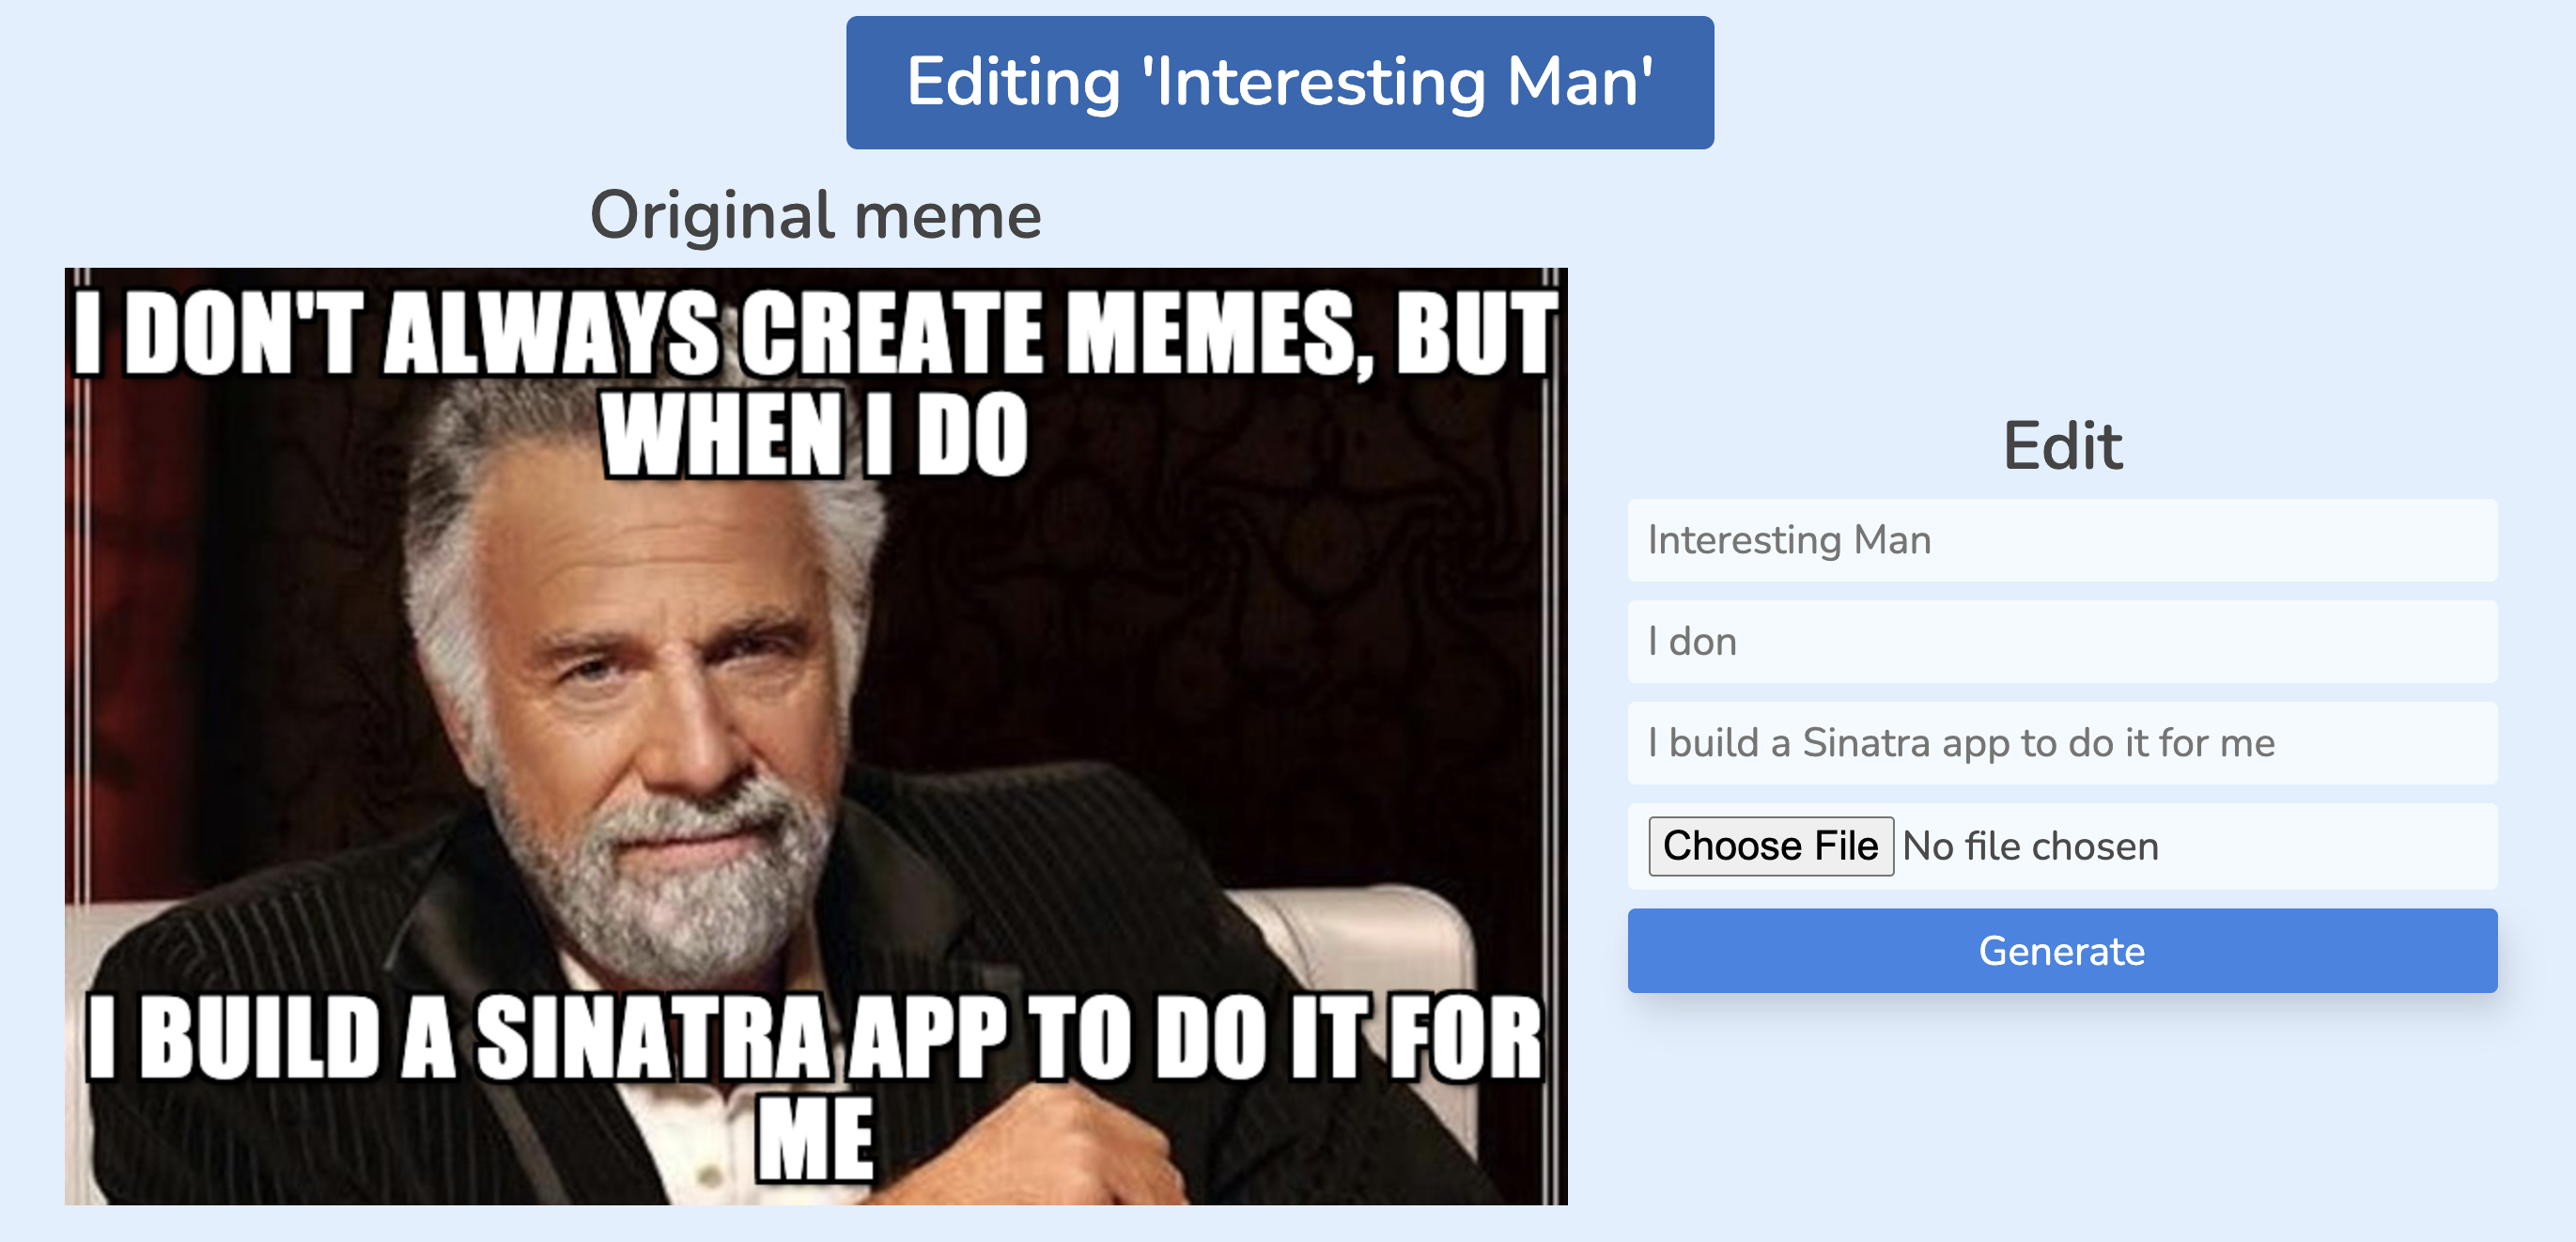 Editing 'Interesting Man'
Original meme
I DON'T ALWAYS CREATE MEMES, BUT
WHEN I DO
I BUILD A SINATRA APP TO DO IT FOR
ME
Edit
Interesting Man
I don
I build a Sinatra app to do it for me
Choose File No file chosen
Generate